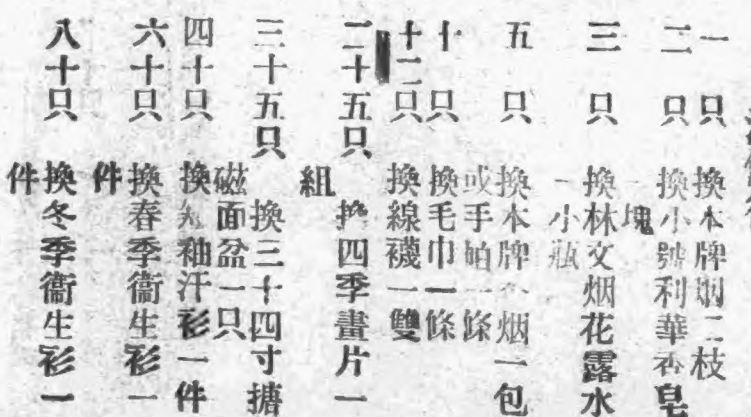 一只 換本牌烟二枝
二只 換小號利華香皂
一塊
三只 換林文烟花露水
一小瓶
五只 換本牌香烟一包
或手帕一條
十只 換毛巾一條
十二只 換線襪一雙
二十五只 換四季畫片一
組
三十五只 換三十四寸搪
磁面盆一只
四十只 換短袖汗衫一件
六十只 換春季衞生衫一
件
八十只 換冬季衞生衫一
件